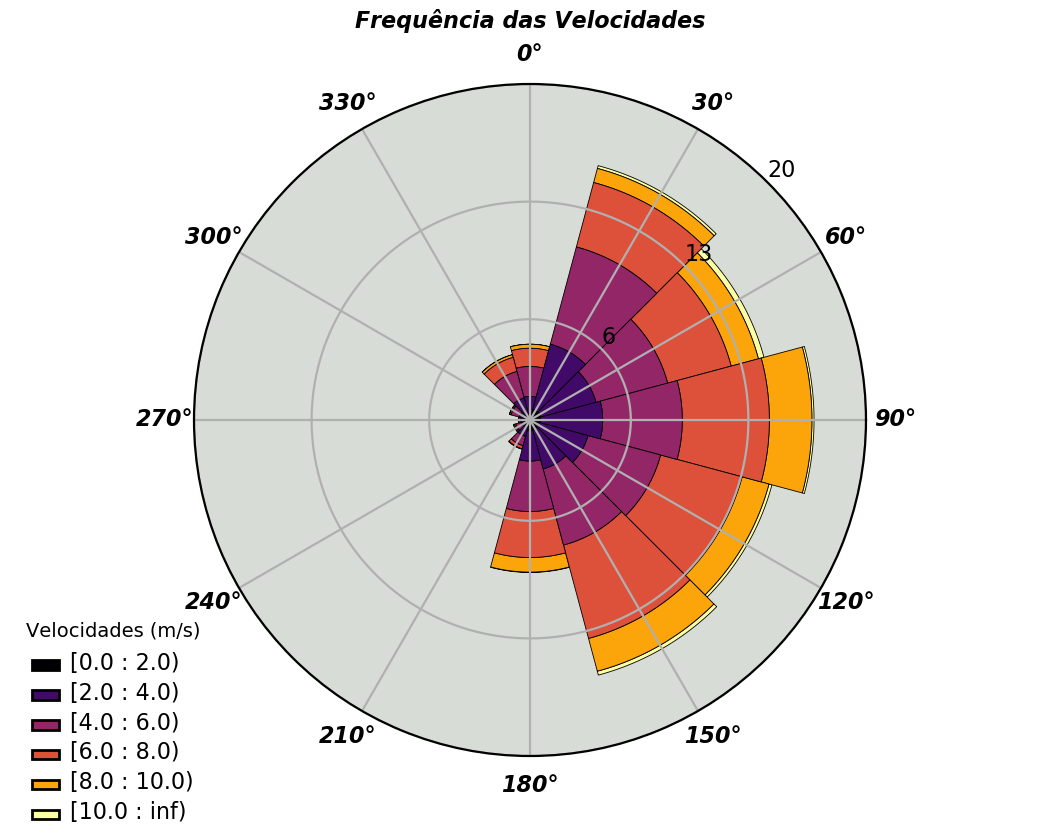 Frequência das Velocidades
0°
330°
30°
20
300°
60°
13
6
270°
90°
240°
120°
210°
150°
180°
Velocidades (m/s)
[0.0 : 2.0)
[2.0 : 4.0)
[4.0 : 6.0)
[6.0 : 8.0)
[8.0 : 10.0)
[10.0 : inf)